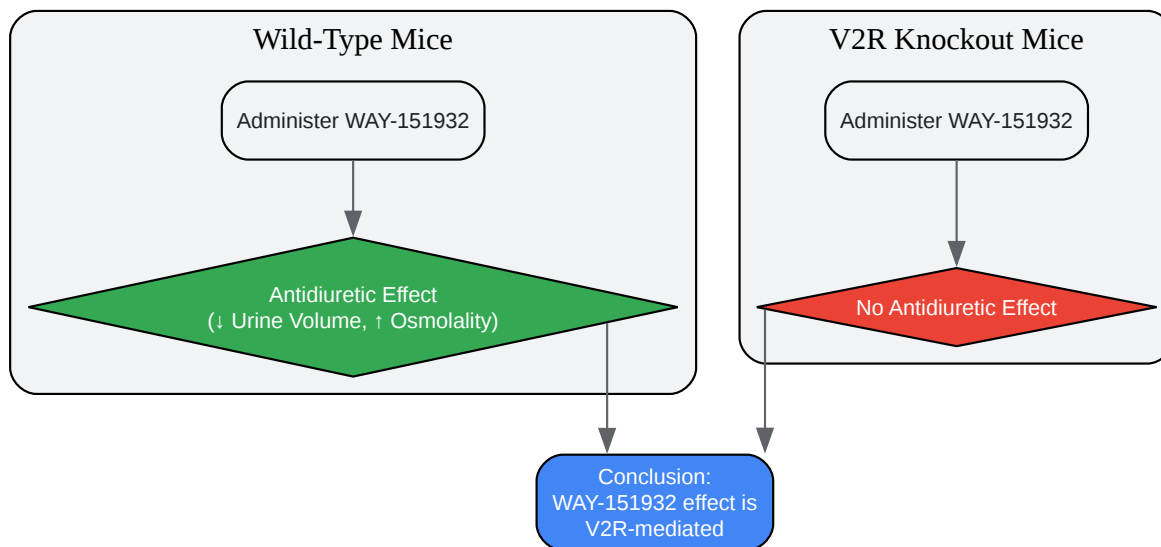 Wild-Type Mice
Administer WAY-151932
Antidiuretic Effect
(↓ Urine Volume, ↑ Osmolality)
V2R Knockout Mice
Administer WAY-151932
No Antidiuretic Effect
Conclusion:
WAY-151932 effect is
V2R-mediated